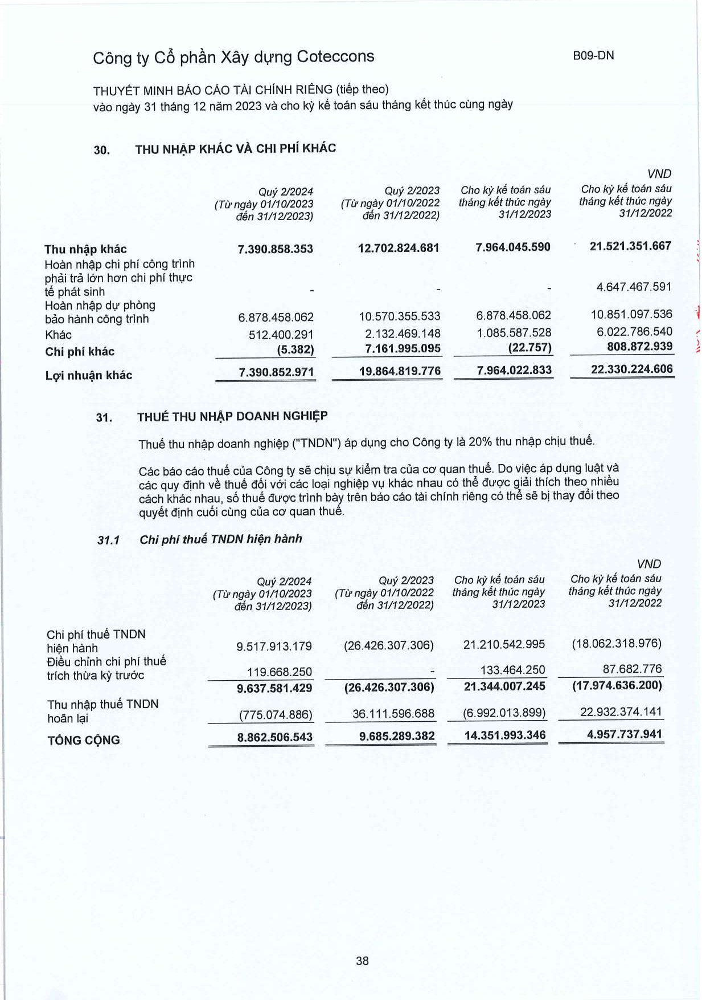 Công ty Cổ phần Xây dựng Coteccons B09-DN
THUYẾT MINH BÁO CÁO TÀI CHÍNH RIÊNG (tiếp theo)
vào ngày 31 tháng 12 năm 2023 và cho kỳ kế toán sáu tháng kết thúc cùng ngày
30. THU NHẬP KHÁC VÀ CHI PHÍ KHÁC
VND
Quý 2/2024 Quý 2/2023 Cho kỳ kế toán sáu Cho kỳ kế toán sáu
(Từ ngày 01/10/2023 (Từ ngày 01/10/2022 tháng kết thúc ngày tháng kết thúc ngày
đến 31/12/2023) đến 31/12/2022) 31/12/2023 31/12/2022
Thu nhập khác 7.390.858.353 12.702.824.681 7.964.045.590 21.521.351.667
Hoàn nhập chi phí công trình
phải trả lớn hơn chi phí thực
tế phát sinh - - - 4.647.467.591
Hoàn nhập dự phòng
bảo hành công trình 6.878.458.062 10.570.355.533 6.878.458.062 10.851.097.536
Khác 512.400.291 2.132.469.148 1.085.587.528 6.022.786.540
Chi phí khác (5.382) 7.161.995.095 (22.757) 808.872.939
Lợi nhuận khác 7.390.852.971 19.864.819.776 7.964.022.833 22.330.224.606
31. THUẾ THU NHẬP DOANH NGHIỆP
Thuế thu nhập doanh nghiệp ("TNDN") áp dụng cho Công ty là 20% thu nhập chịu thuế.
Các báo cáo thuế của Công ty sẽ chịu sự kiểm tra của cơ quan thuế. Do việc áp dụng luật và
các quy định về thuế đối với các loại nghiệp vụ khác nhau có thể được giải thích theo nhiều
cách khác nhau, số thuế được trình bày trên báo cáo tài chính riêng có thể sẽ bị thay đổi theo
quyết định cuối cùng của cơ quan thuế.
31.1 Chi phí thuế TNDN hiện hành
VND
Quý 2/2024 Quý 2/2023 Cho kỳ kế toán sáu Cho kỳ kế toán sáu
(Từ ngày 01/10/2023 (Từ ngày 01/10/2022 tháng kết thúc ngày tháng kết thúc ngày
đến 31/12/2023) đến 31/12/2022) 31/12/2023 31/12/2022
Chi phí thuế TNDN
hiện hành 9.517.913.179 (26.426.307.306) 21.210.542.995 (18.062.318.976)
Điều chỉnh chi phí thuế
trích thừa kỳ trước 119.668.250 - 133.464.250 87.682.776
9.637.581.429 (26.426.307.306) 21.344.007.245 (17.974.636.200)
Thu nhập thuế TNDN
hoãn lại (775.074.886) 36.111.596.688 (6.992.013.899) 22.932.374.141
TỔNG CỘNG 8.862.506.543 9.685.289.382 14.351.993.346 4.957.737.941
38